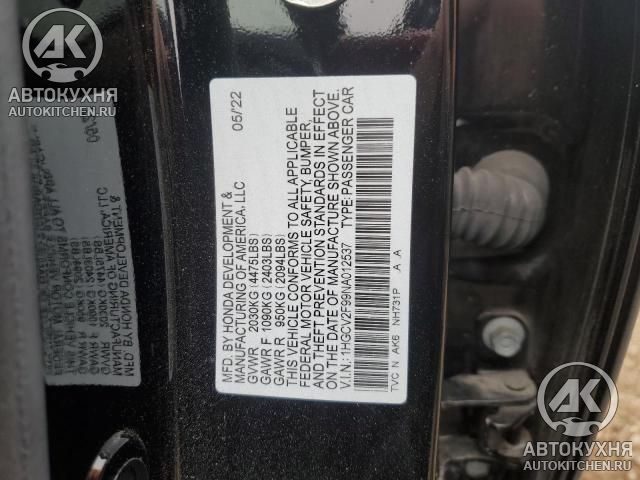 АВТОКУХНЯ
AUTOKITCHEN.RU
MFD. BY HONDA DEVELOPMENT & 05/22
MANUFACTURING OF AMERICA, LLC
GVWR 2030KG (4475LBS)
GAWR F 1090KG (2403LBS)
GAWR R 950KG (2094LBS)
THIS VEHICLE CONFORMS TO ALL APPLICABLE
FEDERAL MOTOR VEHICLE SAFETY, BUMPER,
AND THEFT PREVENTION STANDARDS IN EFFECT
ON THE DATE OF MANUFACTURE SHOWN ABOVE.
V.I.N.: 1HGCV2F99NA012537 TYPE:PASSENGER CAR
TVC N AK6 NH731P .A .A
АВТОКУХНЯ
AUTOKITCHEN.RU